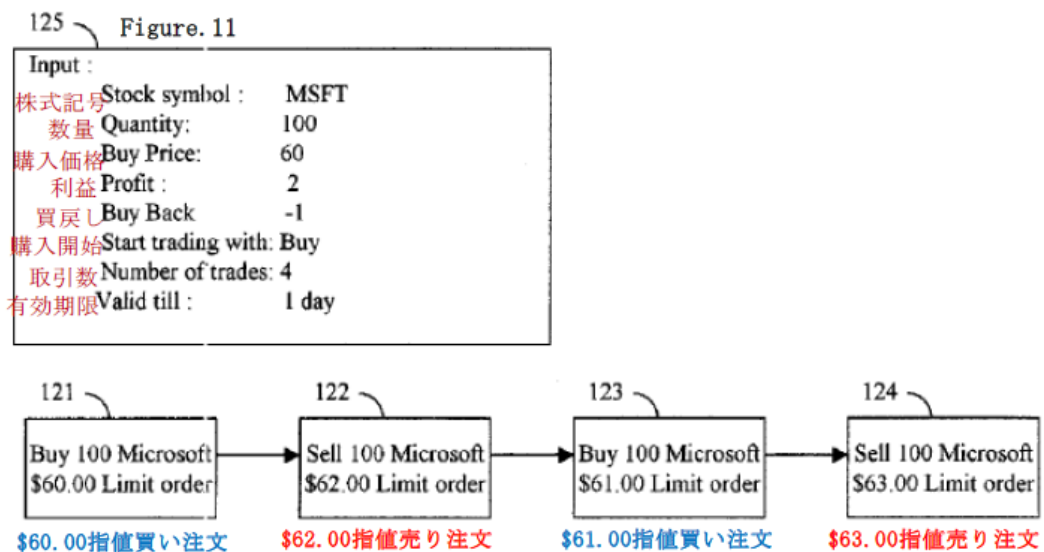 125 Figure.11
Input :
株式記号 Stock symbol : MSFT
数量 Quantity: 100
購入価格 Buy Price: 60
利益 Profit : 2
買戻し Buy Back -1
購入開始 Start trading with: Buy
取引数 Number of trades: 4
有効期限 Valid till : 1 day
121 122 123 124
Buy 100 Microsoft
$60.00 Limit order
Sell 100 Microsoft
$62.00 Limit order
Buy 100 Microsoft
$61.00 Limit order
Sell 100 Microsoft
$63.00 Limit order
$60.00指値買い注文 $62.00指値売り注文 $61.00指値買い注文 $63.00指値売り注文